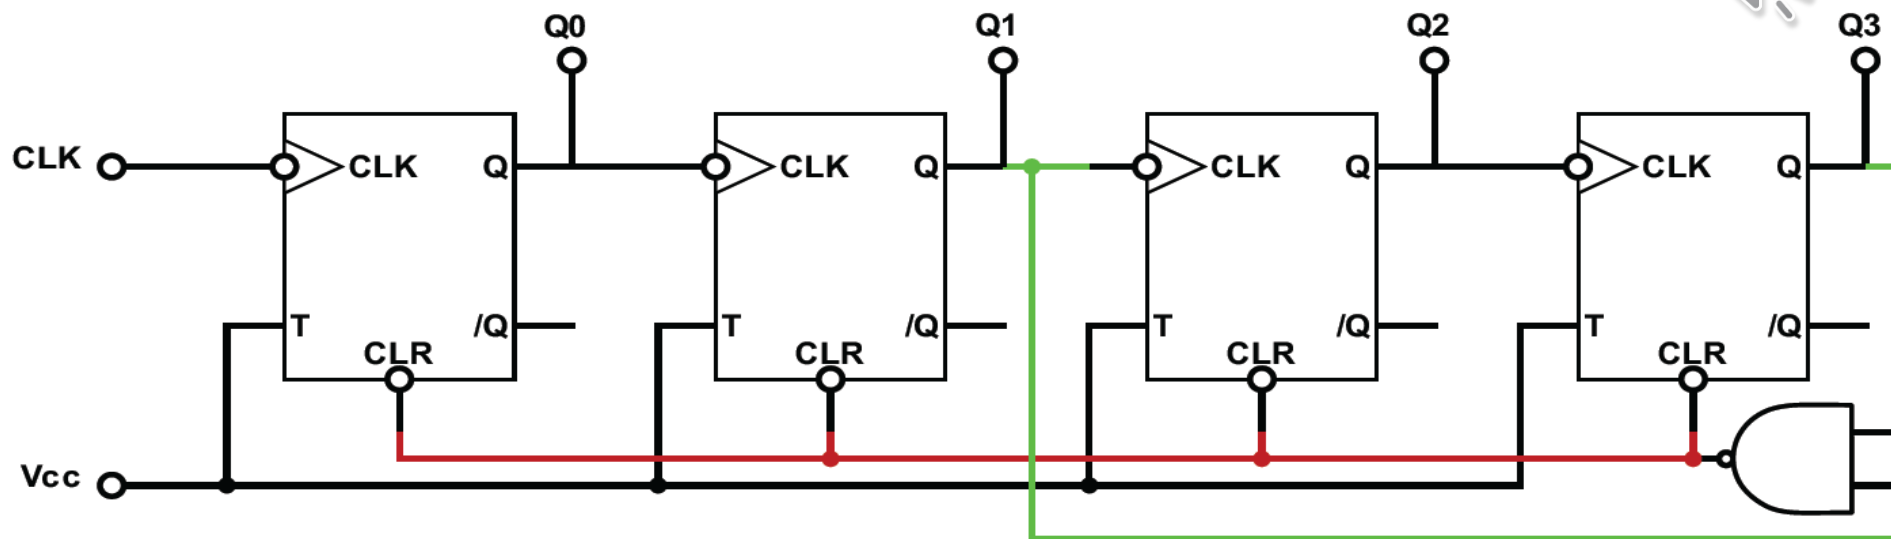 Q0 Q1 Q2 Q3
CLK CLK Q CLK Q CLK Q CLK Q
T /Q T /Q T /Q T /Q
CLR CLR CLR CLR
Vcc